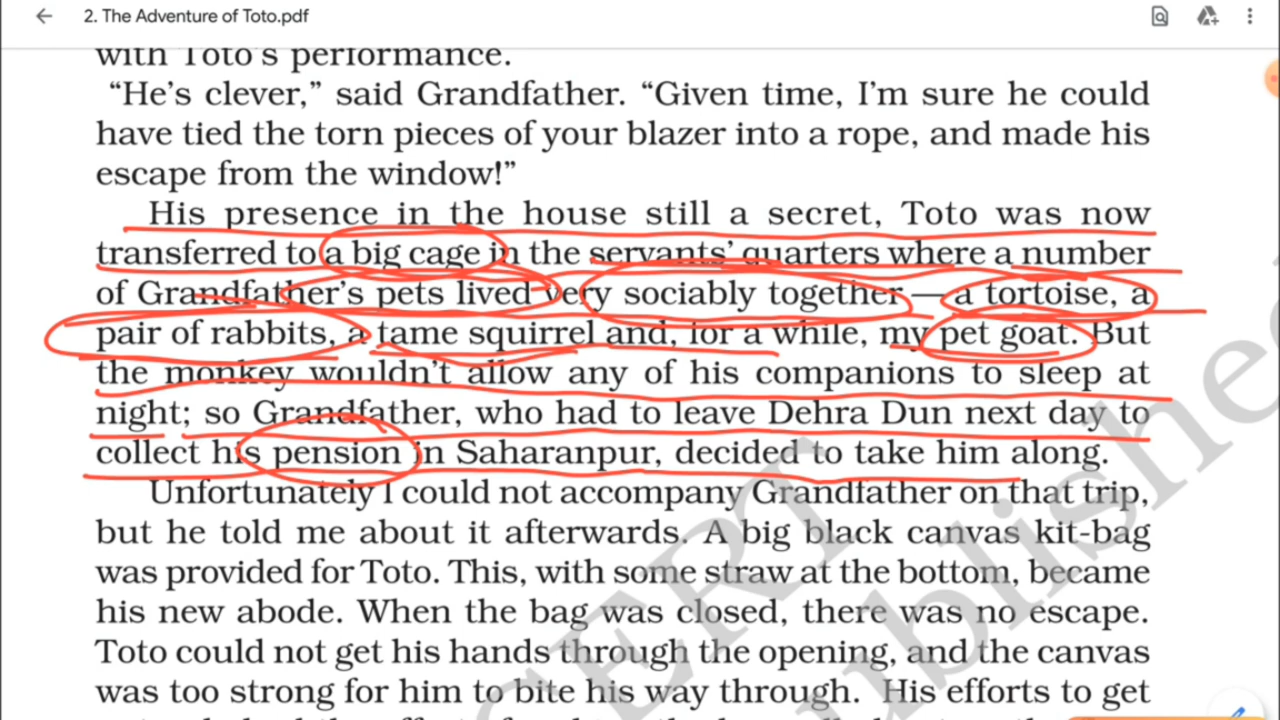 2. The Adventure of Toto.pdf
with Toto's performance.
“He's clever,” said Grandfather. “Given time, I'm sure he could
have tied the torn pieces of your blazer into a rope, and made his
escape from the window!”
His presence in the house still a secret, Toto was now
transferred to a big cage in the servants' quarters where a number
of Grandfather's pets lived very sociably together — a tortoise, a
pair of rabbits, a tame squirrel and, for a while, my pet goat. But
the monkey wouldn't allow any of his companions to sleep at
night; so Grandfather, who had to leave Dehra Dun next day to
collect his pension in Saharanpur, decided to take him along.
Unfortunately I could not accompany Grandfather on that trip,
but he told me about it afterwards. A big black canvas kit-bag
was provided for Toto. This, with some straw at the bottom, became
his new abode. When the bag was closed, there was no escape.
Toto could not get his hands through the opening, and the canvas
was too strong for him to bite his way through. His efforts to get